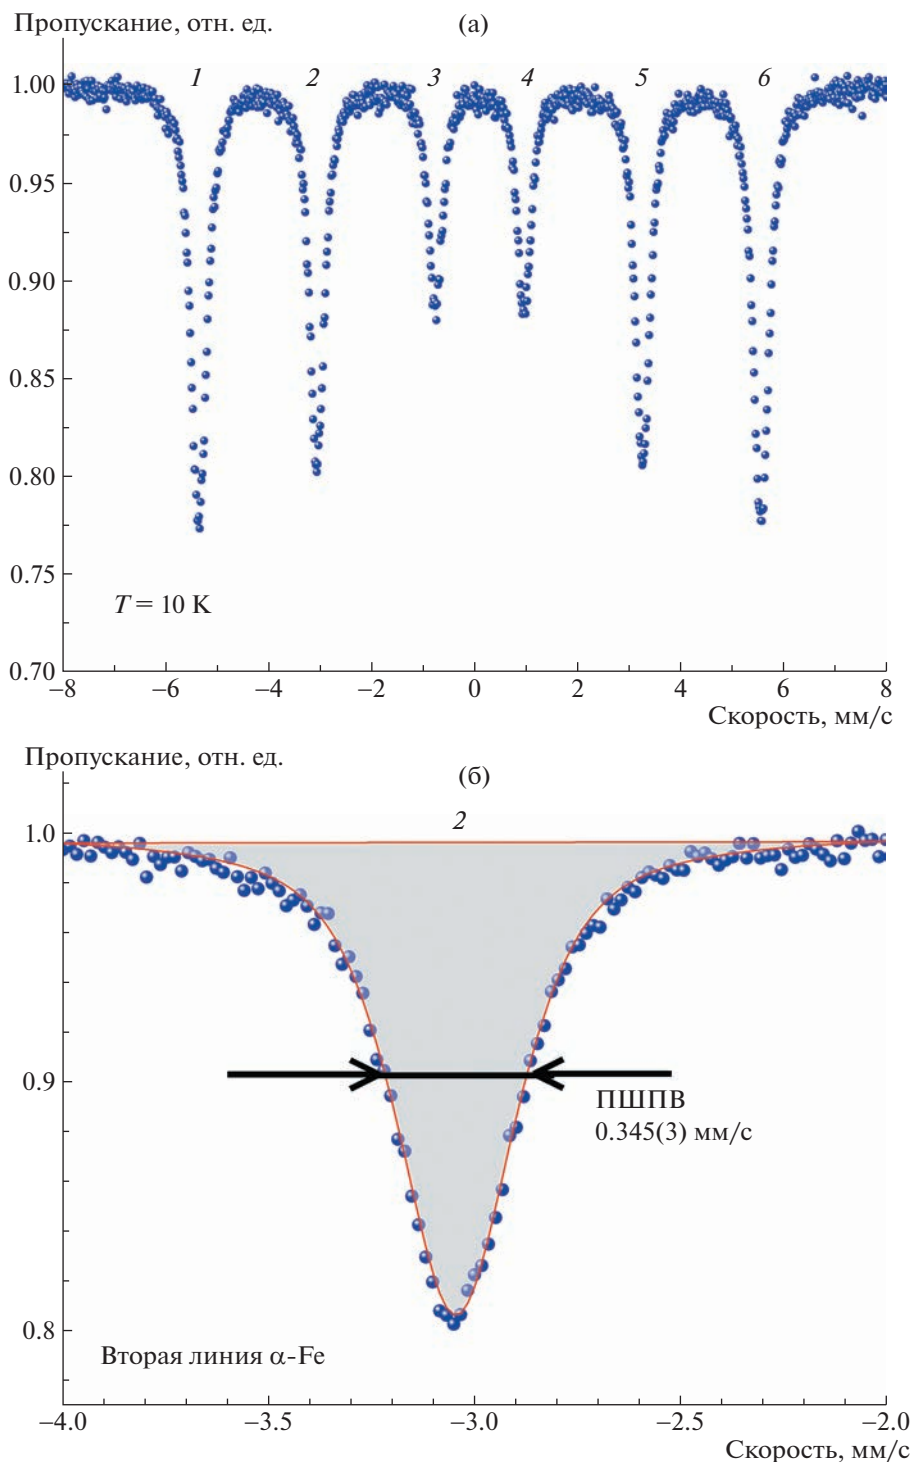 Пропускание, отн. ед.
(а)
1 2 3 4 5 6
1.00
0.95
0.90
0.85
0.80
0.75
0.70
T = 10 K
−8 −6 −4 −2 0 2 4 6 8
Скорость, мм/с
Пропускание, отн. ед.
(б)
2
1.0
0.9
0.8
ПШПВ
0.345(3) мм/с
Вторая линия α-Fe
−4.0 −3.5 −3.0 −2.5 −2.0
Скорость, мм/с